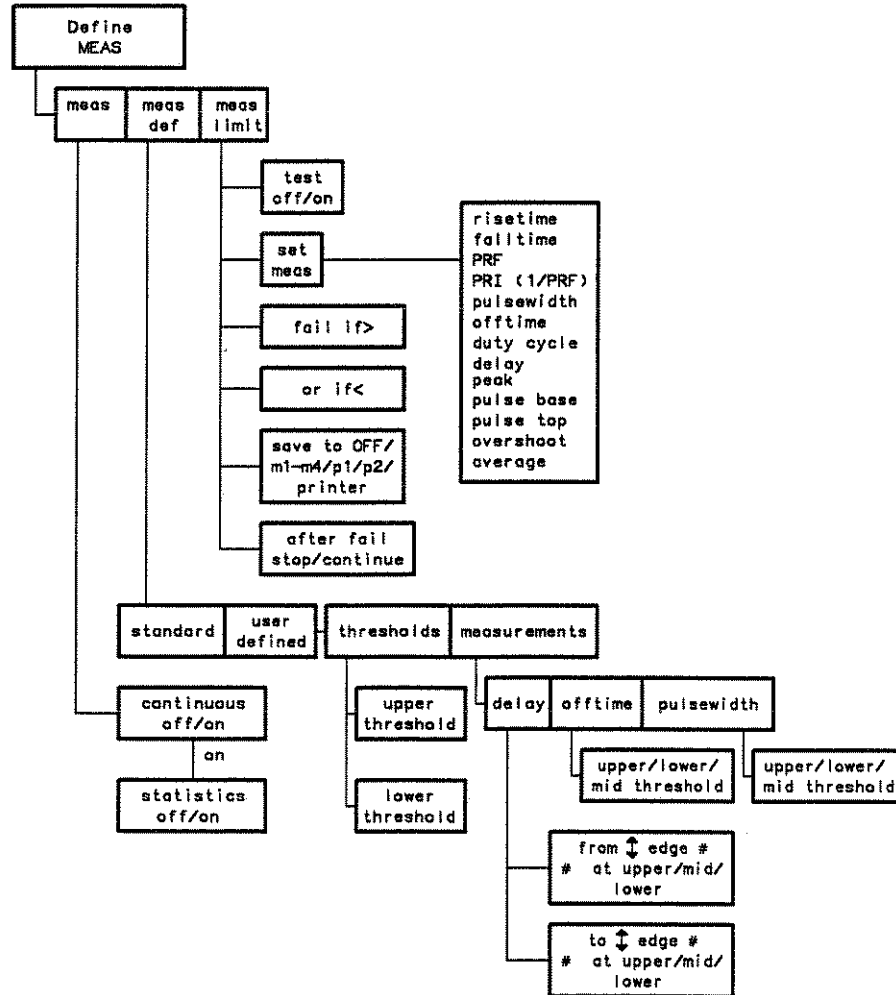 Define
MEAS
meas
meas
def
meas
limit
test
off/on
set
meas
risetime
falltime
PRF
PRI (1/PRF)
pulsewidth
offtime
duty cycle
delay
peak
pulse base
pulse top
overshoot
average
fail if>
or if<
save to OFF/
m1-m4/p1/p2/
printer
after fail
stop/continue
standard
user
defined
thresholds
measurements
continuous
off/on
on
statistics
off/on
upper
threshold
lower
threshold
delay
offtime
pulsewidth
upper/lower/
mid threshold
upper/lower/
mid threshold
from ↕ edge #
# at upper/mid/
lower
to ↕ edge #
# at upper/mid/
lower